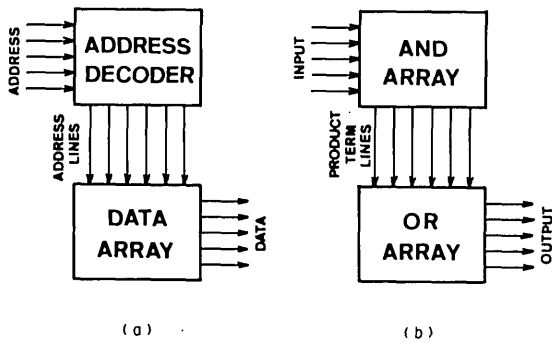 ADDRESS
ADDRESS
DECODER
ADDRESS
LINES
DATA
ARRAY
DATA
(a)
INPUT
AND
ARRAY
PRODUCT
TERM
LINES
OR
ARRAY
OUTPUT
(b)